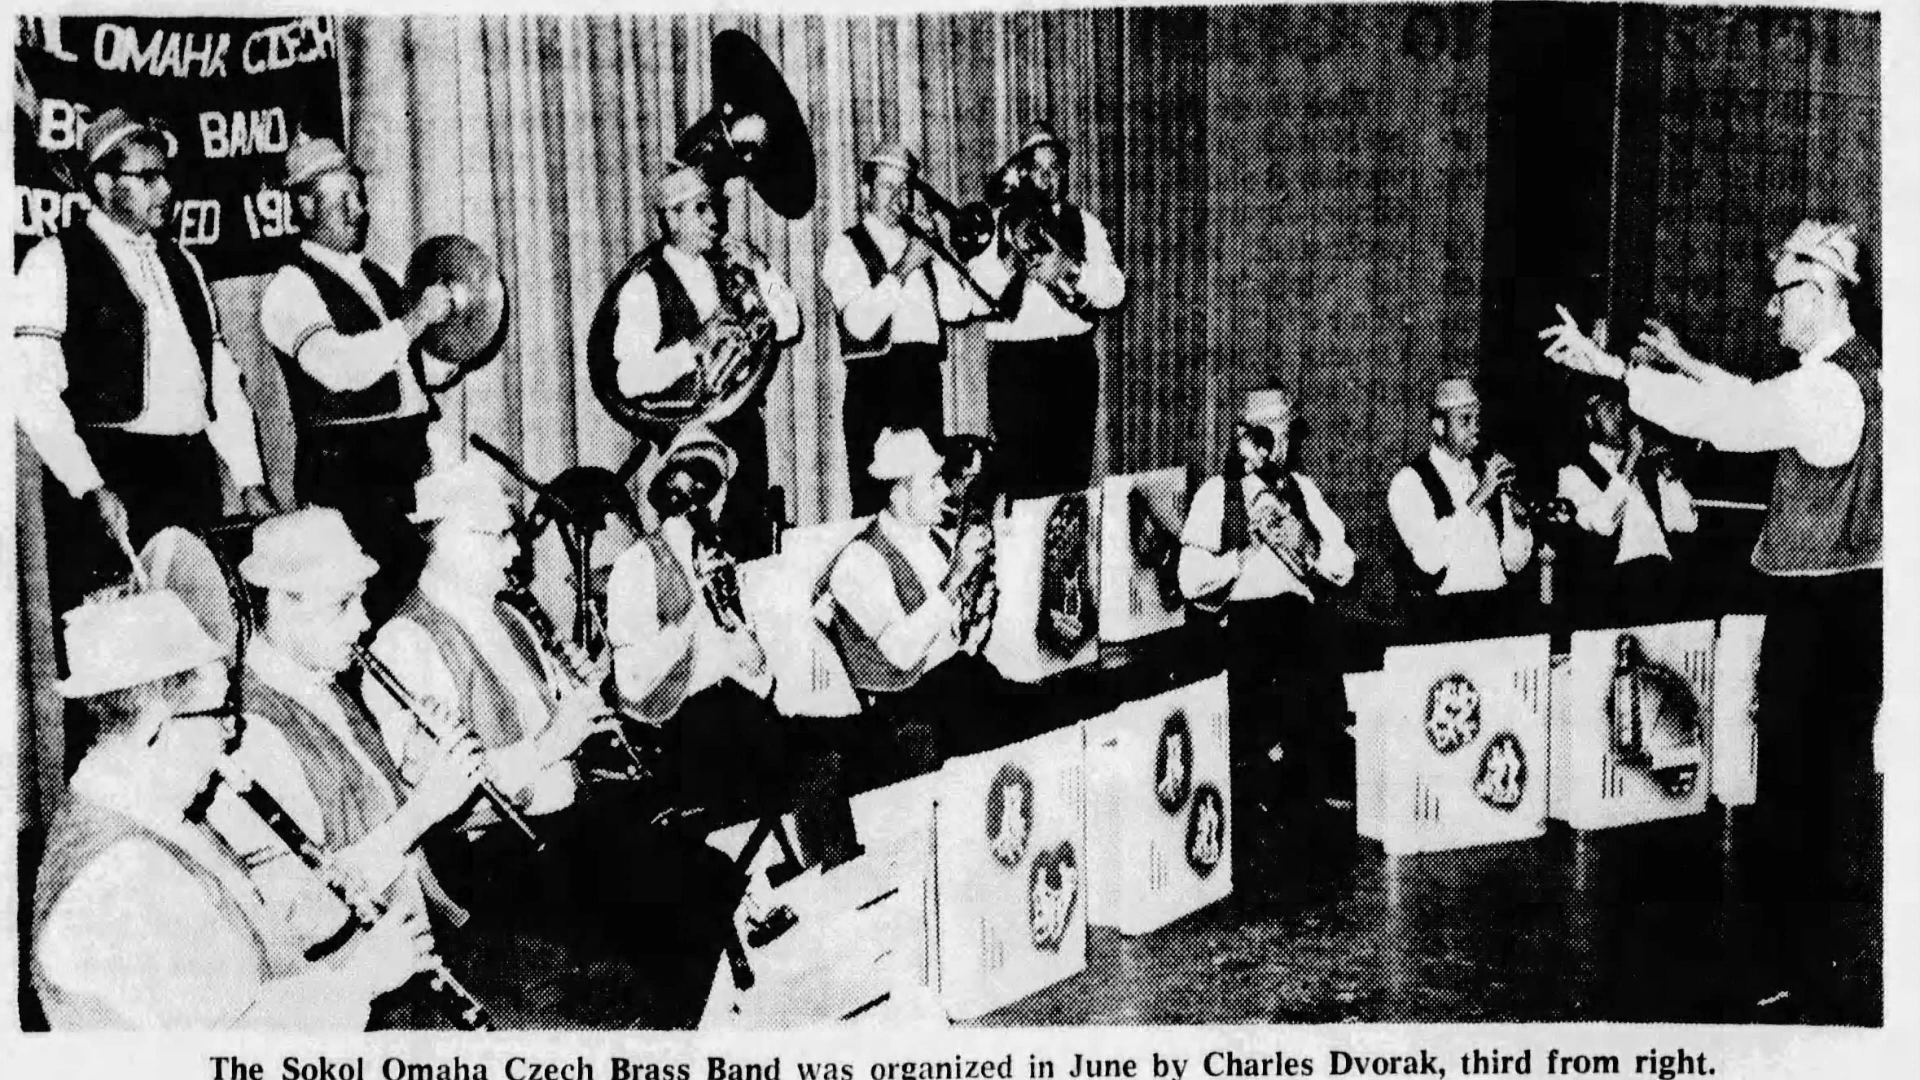 L OMAHA CZECH
BAND
The Sokol Omaha Czech Brass Band was organized in June by Charles Dvorak, third from right.